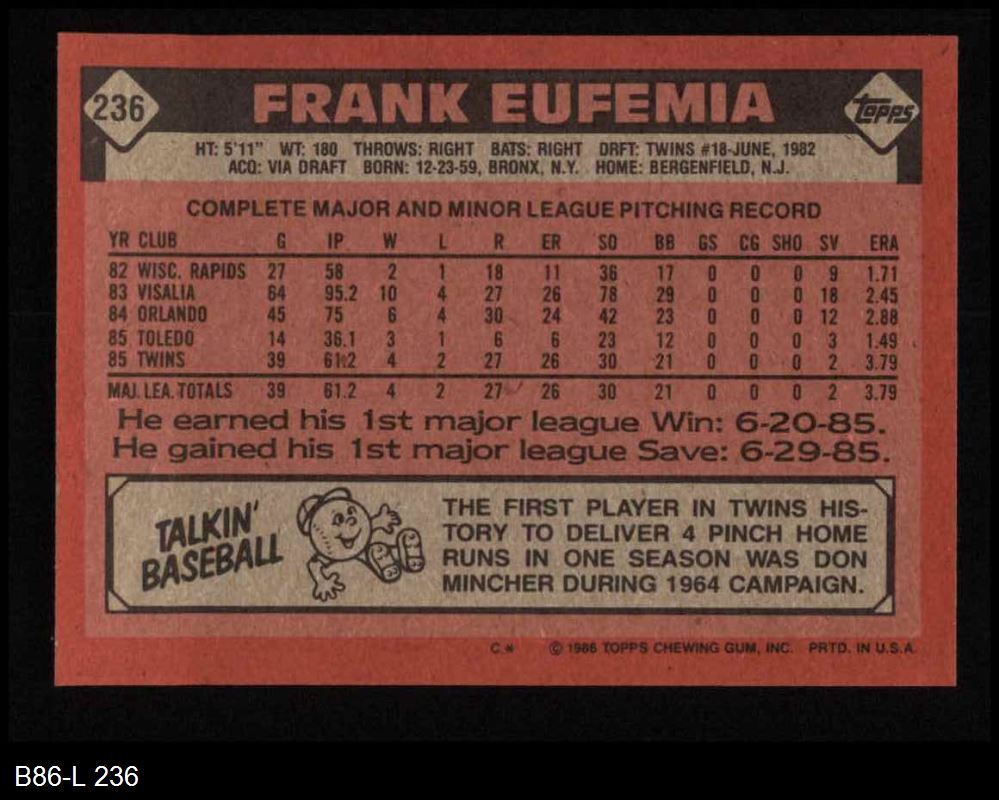 236 FRANK EUFEMIA Topps
HT: 5'11" WT: 180 THROWS: RIGHT BATS: RIGHT DRFT: TWINS #18-JUNE, 1982
ACQ: VIA DRAFT BORN: 12-23-59, BRONX, N.Y. HOME: BERGENFIELD, N.J.
COMPLETE MAJOR AND MINOR LEAGUE PITCHING RECORD
YR CLUB G IP W L R ER SO BB GS CG SHO SV ERA
82 WISC. RAPIDS 27 58 2 1 18 11 36 17 0 0 0 9 1.71
83 VISALIA 64 95.2 10 4 27 26 78 29 0 0 0 18 2.45
84 ORLANDO 45 75 6 4 30 24 42 23 0 0 0 12 2.88
85 TOLEDO 14 36.1 3 1 6 6 23 12 0 0 0 3 1.49
85 TWINS 39 61.2 4 2 27 26 30 21 0 0 0 2 3.79
MAJ. LEA. TOTALS 39 61.2 4 2 27 26 30 21 0 0 0 2 3.79
He earned his 1st major league Win: 6-20-85.
He gained his 1st major league Save: 6-29-85.
TALKIN'
BASEBALL
THE FIRST PLAYER IN TWINS HIS-
TORY TO DELIVER 4 PINCH HOME
RUNS IN ONE SEASON WAS DON
MINCHER DURING 1964 CAMPAIGN.
C.* © 1986 TOPPS CHEWING GUM, INC. PRTD. IN U.S.A.
B86-L 236